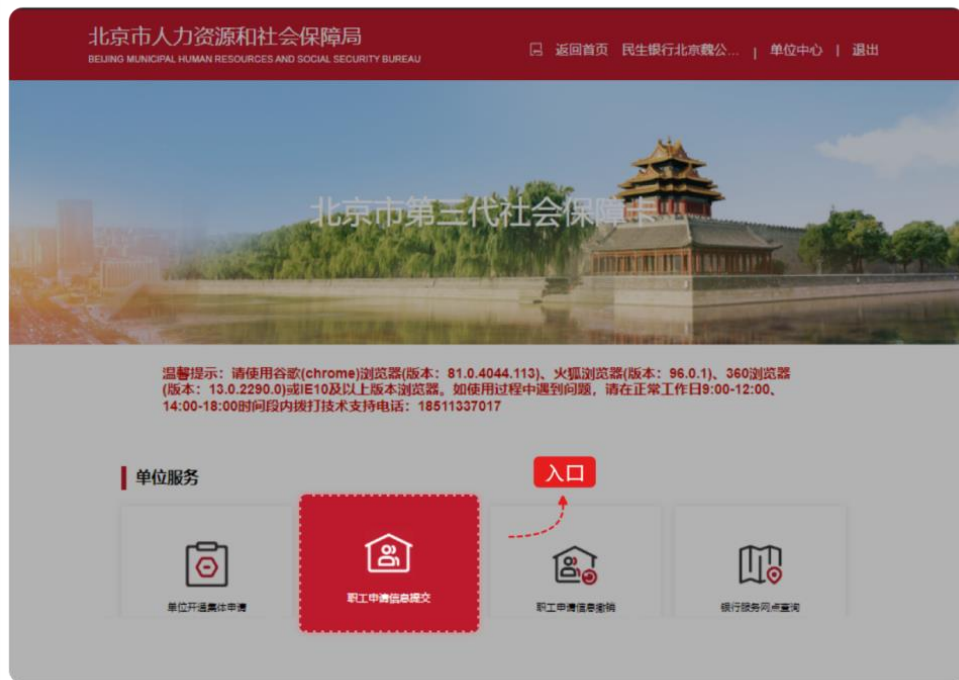 北京市人力资源和社会保障局
BEIJING MUNICIPAL HUMAN RESOURCES AND SOCIAL SECURITY BUREAU
返回首页 民生银行北京魏公... | 单位中心 | 退出
北京市第三代社会保障卡
温馨提示：请使用谷歌(chrome)浏览器(版本：81.0.4044.113)、火狐浏览器(版本：96.0.1)、360浏览器
(版本：13.0.2290.0)或IE10及以上版本浏览器。如使用过程中遇到问题，请在正常工作日9:00-12:00、
14:00-18:00时间段内拨打技术支持电话：18511337017
单位服务
入口
单位开通集体申请
职工申请信息提交
职工申请信息撤销
银行服务网点查询